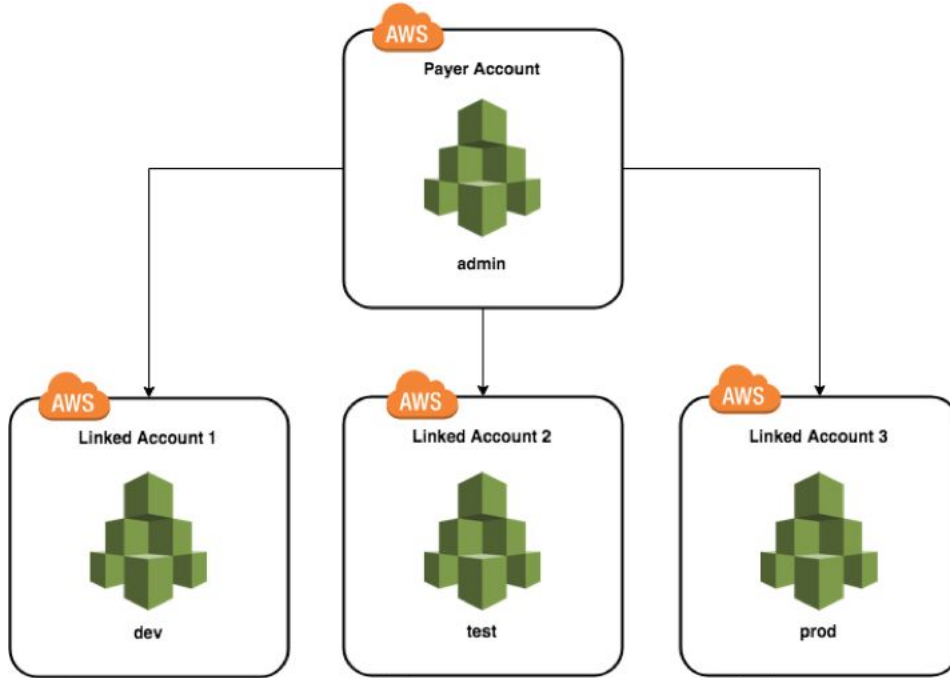 AWS
Payer Account
admin
AWS
Linked Account 1
dev
AWS
Linked Account 2
test
AWS
Linked Account 3
prod